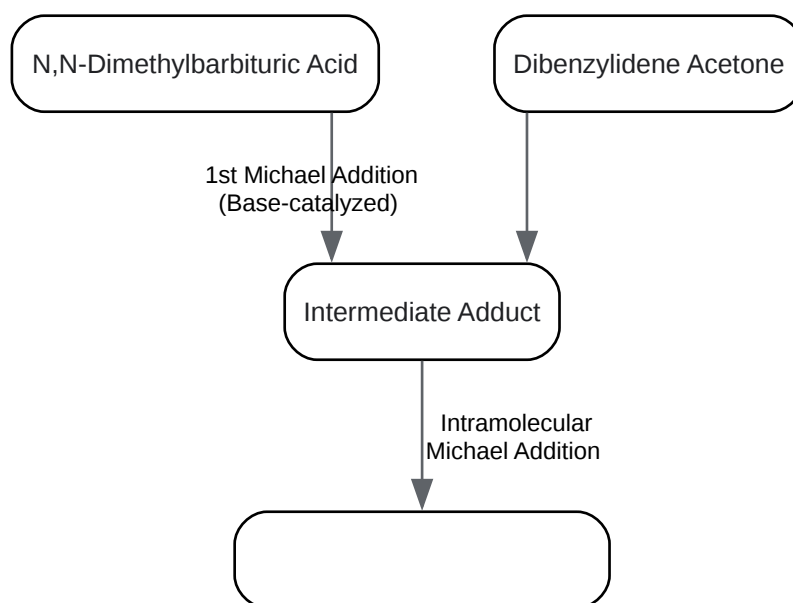 N,N-Dimethylbarbituric Acid
Dibenzylidene Acetone
1st Michael Addition
(Base-catalyzed)
Intermediate Adduct
Intramolecular
Michael Addition